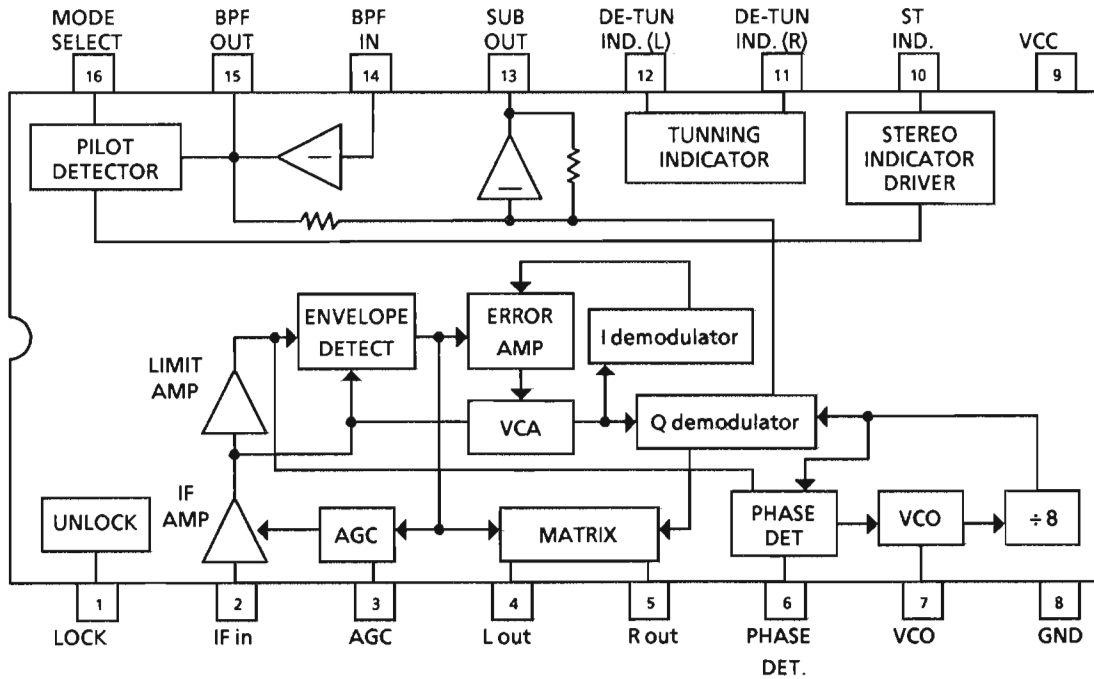 MODE SELECT
BPF OUT
BPF IN
SUB OUT
DE-TUN IND. (L)
DE-TUN IND. (R)
ST IND.
VCC
16
15
14
13
12
11
10
9
PILOT DETECTOR
TUNNING INDICATOR
STEREO INDICATOR DRIVER
ENVELOPE DETECT
ERROR AMP
I demodulator
LIMIT AMP
VCA
Q demodulator
UNLOCK
IF AMP
AGC
MATRIX
PHASE DET
VCO
÷8
1
2
3
4
5
6
7
8
LOCK
IF in
AGC
L out
R out
PHASE DET.
VCO
GND